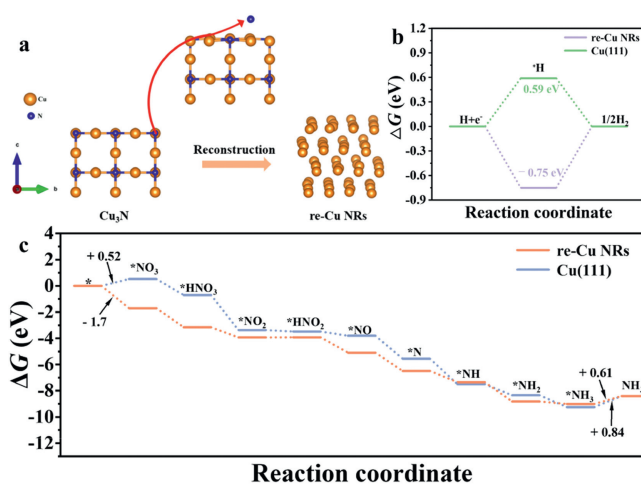 a
Cu
N
c
b
Cu₃N
Reconstruction
re-Cu NRs
b
re-Cu NRs
Cu(111)
ΔG (eV)
0.9
0.6
0.3
0.0
-0.3
-0.6
-0.9
*H
0.59 eV
H+e⁻
1/2H₂
− 0.75 eV
Reaction coordinate
c
re-Cu NRs
Cu(111)
ΔG (eV)
4
2
0
-2
-4
-6
-8
-10
-12
+ 0.52
*
- 1.7
*NO₃
*HNO₃
*NO₂
*HNO₂
*NO
*N
*NH
*NH₂
*NH₃
+ 0.61
NH₃
+ 0.84
Reaction coordinate